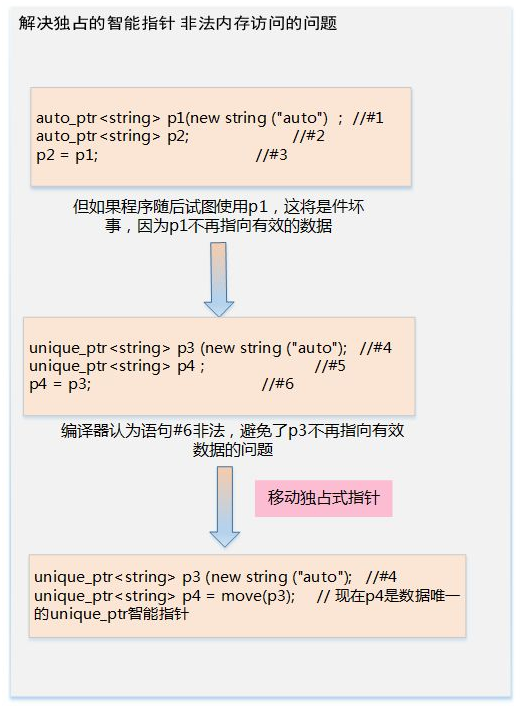 解决独占的智能指针 非法内存访问的问题
auto_ptr<string> p1(new string ("auto") ; //#1
auto_ptr<string> p2; //#2
p2 = p1; //#3
但如果程序随后试图使用p1，这将是件坏
事，因为p1不再指向有效的数据
unique_ptr<string> p3 (new string ("auto"); //#4
unique_ptr<string> p4 ; //#5
p4 = p3; //#6
编译器认为语句#6非法，避免了p3不再指向有效
数据的问题
移动独占式指针
unique_ptr<string> p3 (new string ("auto"); //#4
unique_ptr<string> p4 = move(p3); // 现在p4是数据唯一
的unique_ptr智能指针